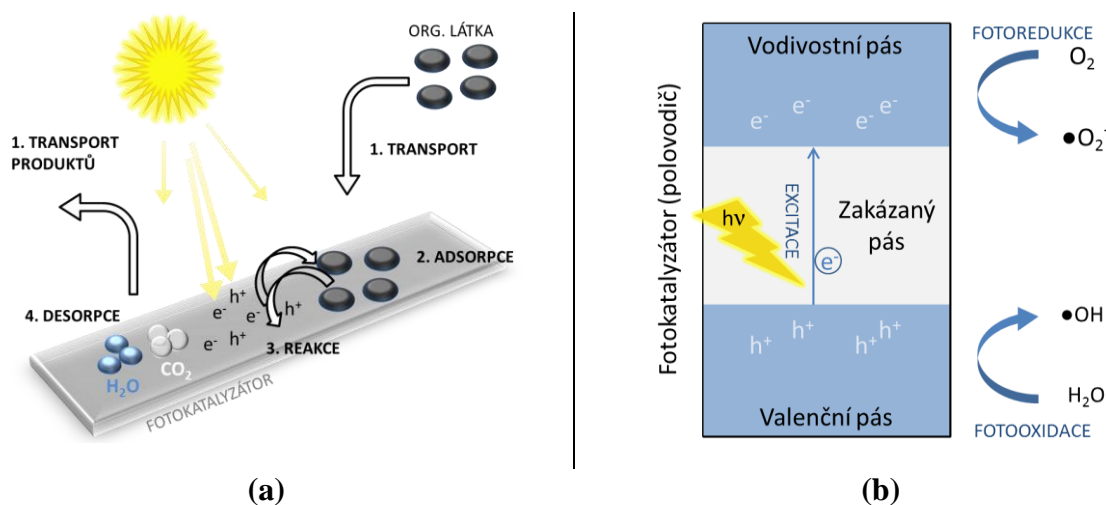 ORG. LÁTKA
1. TRANSPORT
PRODUKTŮ
1. TRANSPORT
2. ADSORPCE
h⁺
e⁻ e⁻ h⁺
e⁻ h⁺
3. REAKCE
4. DESORPCE
H₂O
CO₂
FOTOKATALYZÁTOR
(a)
Fotokatalyzátor (polovodič)
Vodivostní pás
e⁻ e⁻ e⁻ e⁻
hν
EXCITACE
e⁻
Zakázaný
pás
h⁺ h⁺ h⁺ h⁺
Valenční pás
FOTOREDUKCE
O₂
●O₂⁻
●OH
H₂O
FOTOOXIDACE
(b)